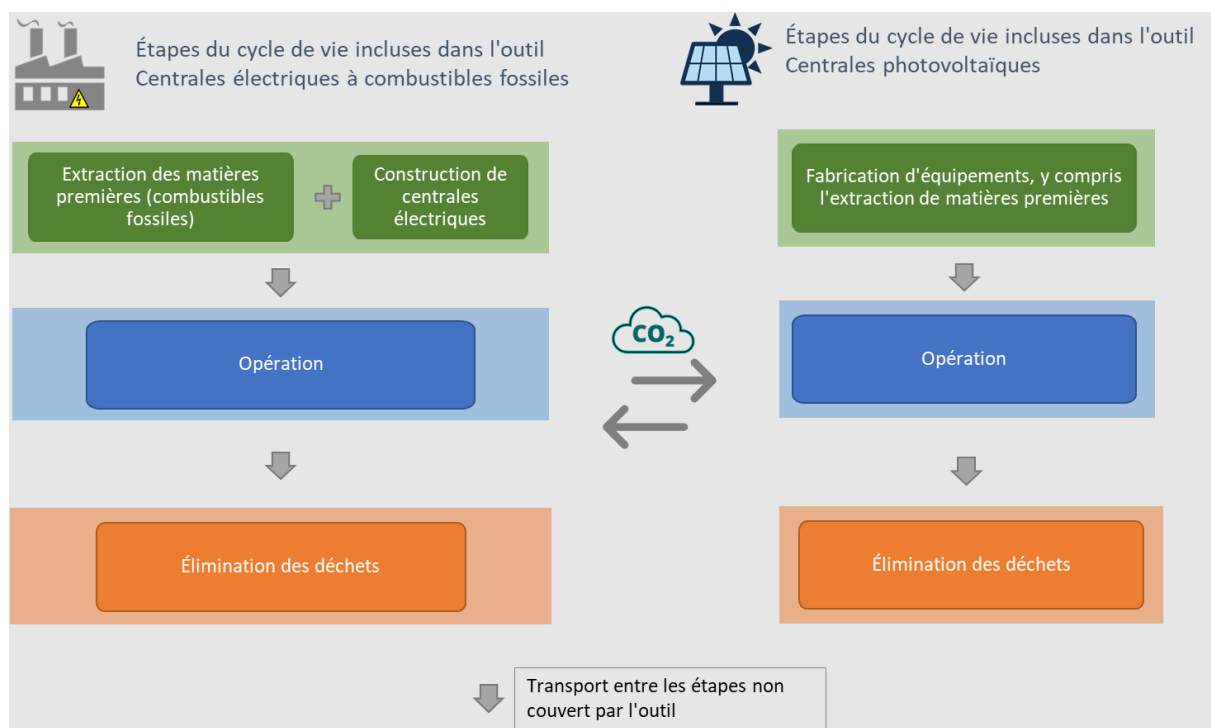 Étapes du cycle de vie incluses dans l'outil
Centrales électriques à combustibles fossiles
Étapes du cycle de vie incluses dans l'outil
Centrales photovoltaïques
Extraction des matières
premières (combustibles
fossiles)
Construction de
centrales
électriques
Fabrication d'équipements, y compris
l'extraction de matières premières
Opération
CO₂
Opération
Élimination des déchets
Élimination des déchets
Transport entre les étapes non
couvert par l'outil